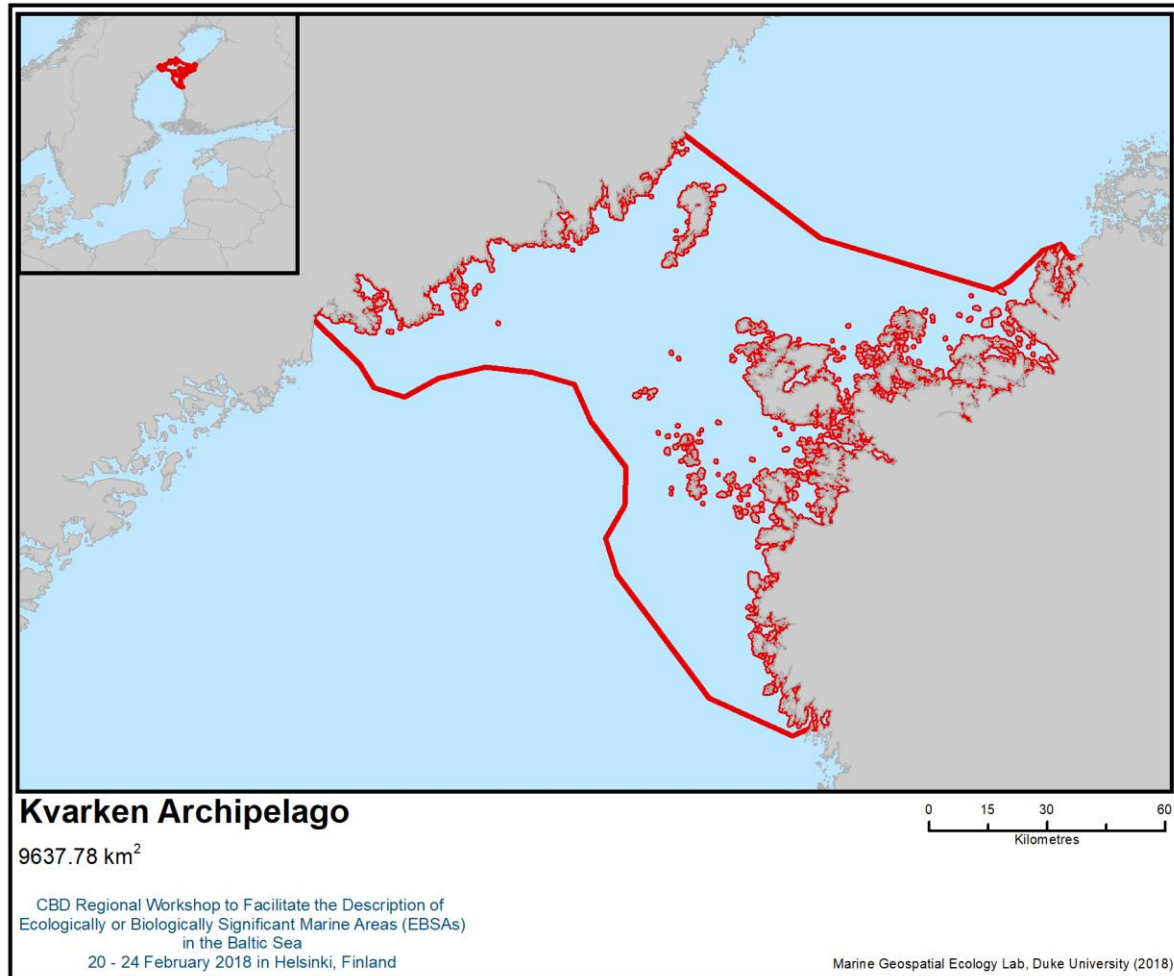 Kvarken Archipelago
9637.78 km²
CBD Regional Workshop to Facilitate the Description of
Ecologically or Biologically Significant Marine Areas (EBSAs)
in the Baltic Sea
20 - 24 February 2018 in Helsinki, Finland
0 15 30 60
Kilometres
Marine Geospatial Ecology Lab, Duke University (2018)